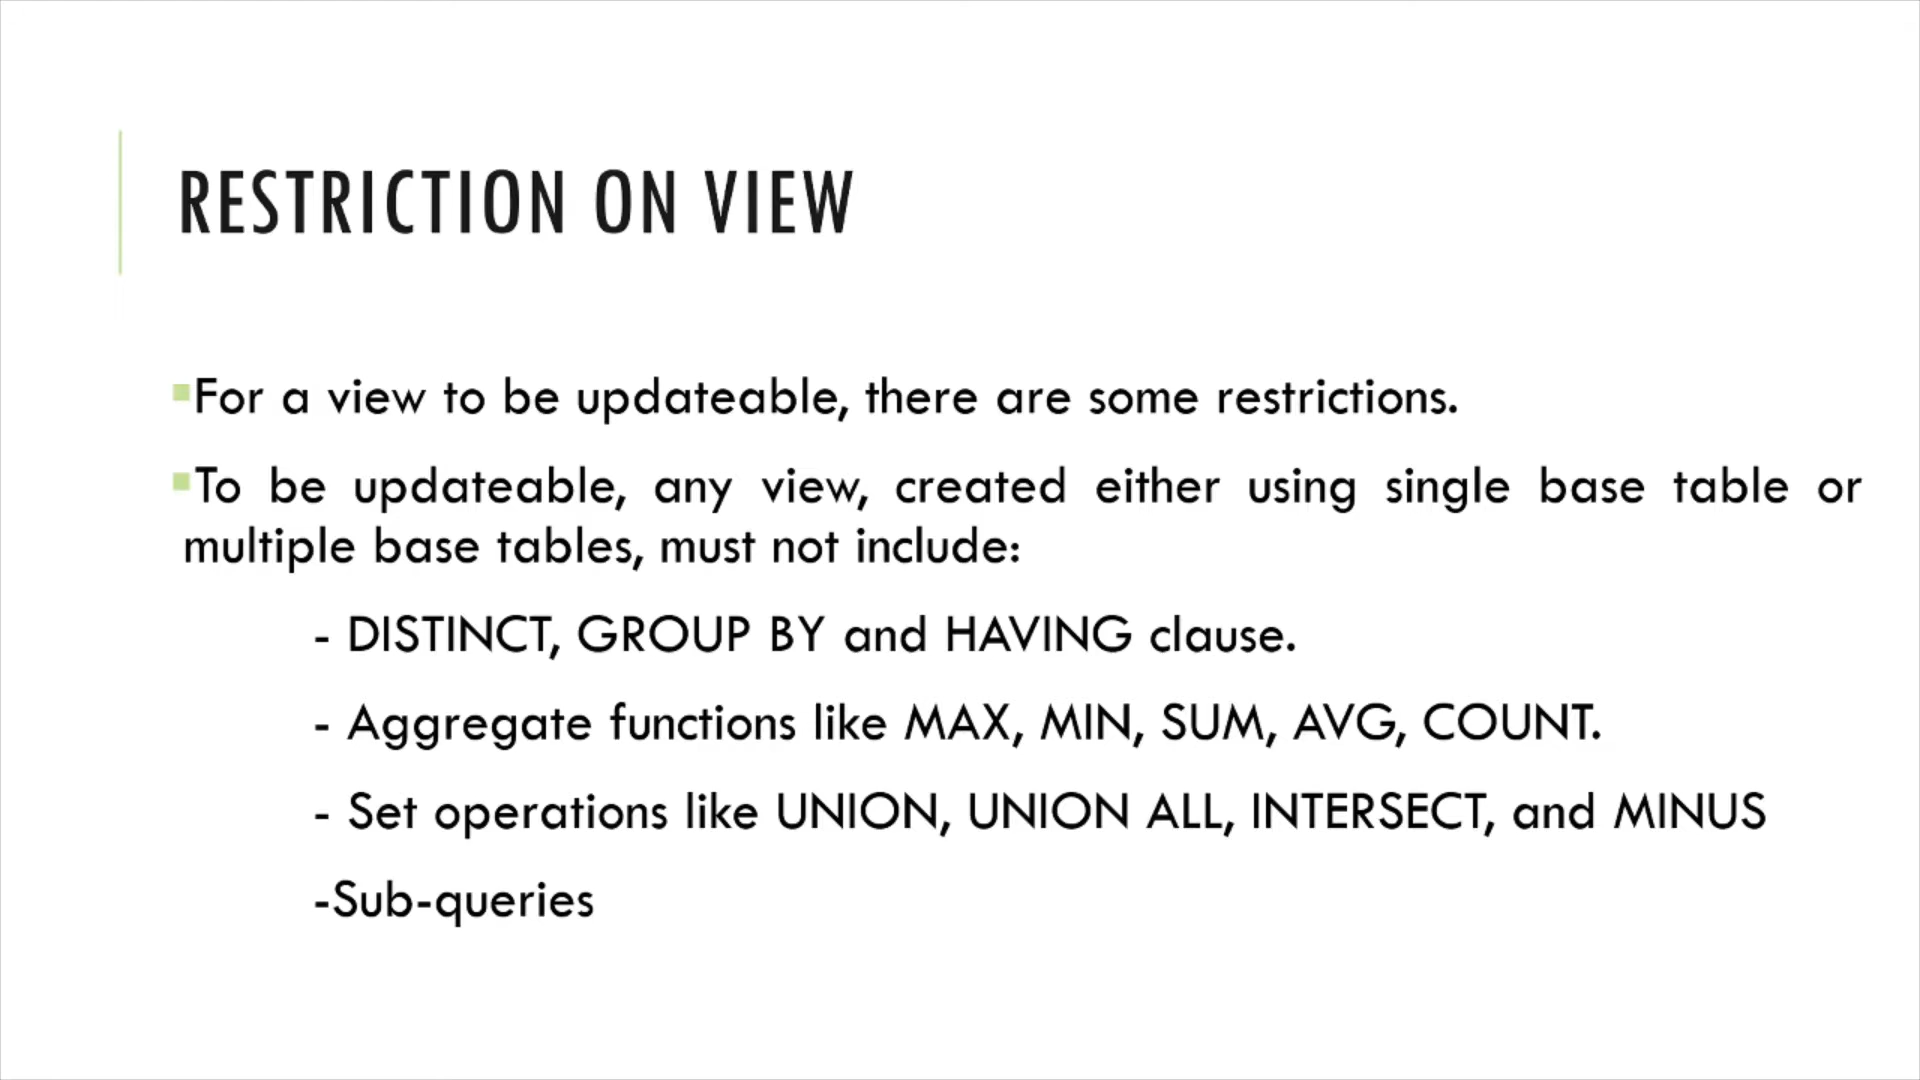 RESTRICTION ON VIEW
▪For a view to be updateable, there are some restrictions.
▪To be updateable, any view, created either using single base table or
multiple base tables, must not include:
- DISTINCT, GROUP BY and HAVING clause.
- Aggregate functions like MAX, MIN, SUM, AVG, COUNT.
- Set operations like UNION, UNION ALL, INTERSECT, and MINUS
-Sub-queries